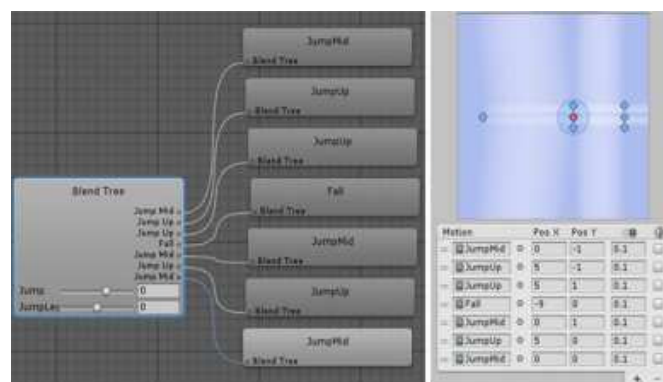 JumpMid
Blend Tree
JumpUp
Blend Tree
JumpUp
Blend Tree
Fall
Blend Tree
JumpMid
Blend Tree
JumpUp
Blend Tree
JumpMid
Blend Tree
Blend Tree
Jump Mid
Jump Up
Jump Up
Fall
Jump Mid
Jump Up
Jump Mid
Jump 0
JumpLeg 0
Motion Pos X Pos Y
JumpMid 0 -1 0.1
JumpUp 5 -1 0.1
JumpUp 5 1 0.1
Fall -9 0 0.1
JumpMid 0 1 0.1
JumpUp 5 0 0.1
JumpMid 0 0 0.1
+ -